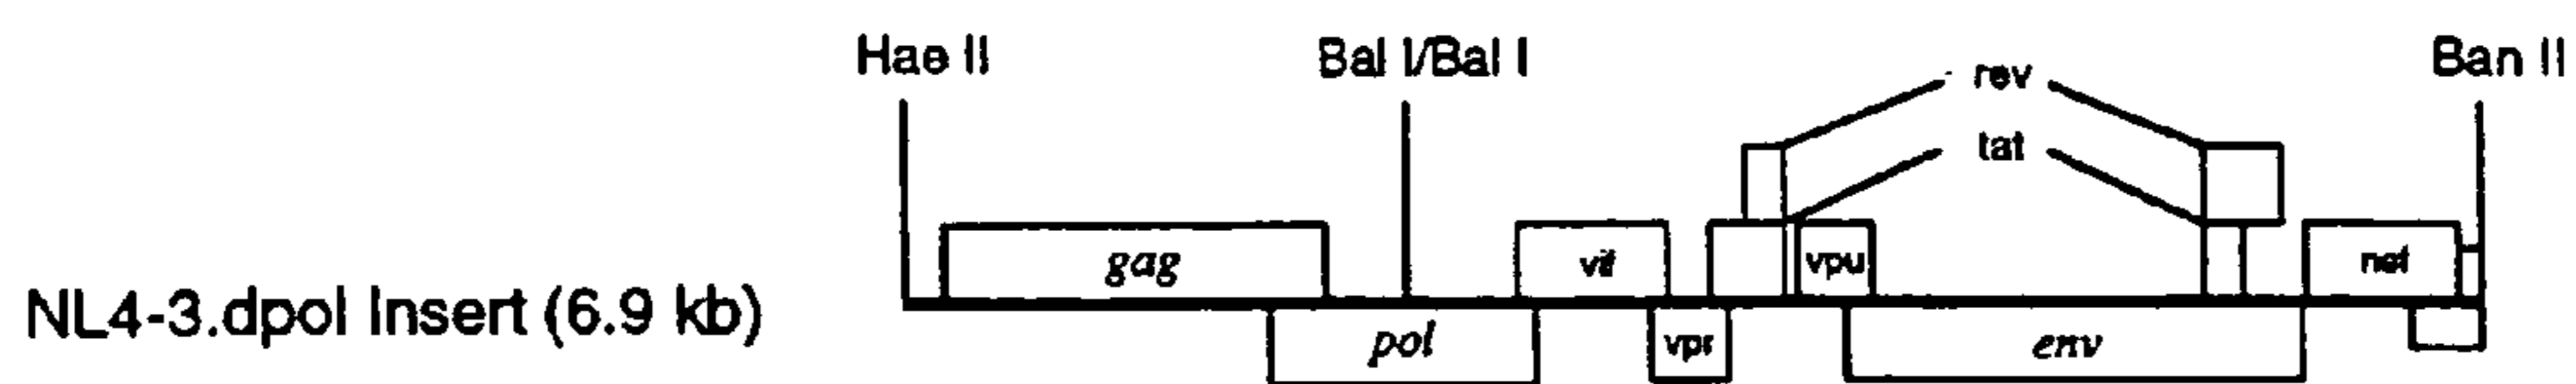 Hae II Bal I/Bal I Ban II
rev
tat
gag vif vpu nef
NL4-3.dpol Insert (6.9 kb)
pol vpr env